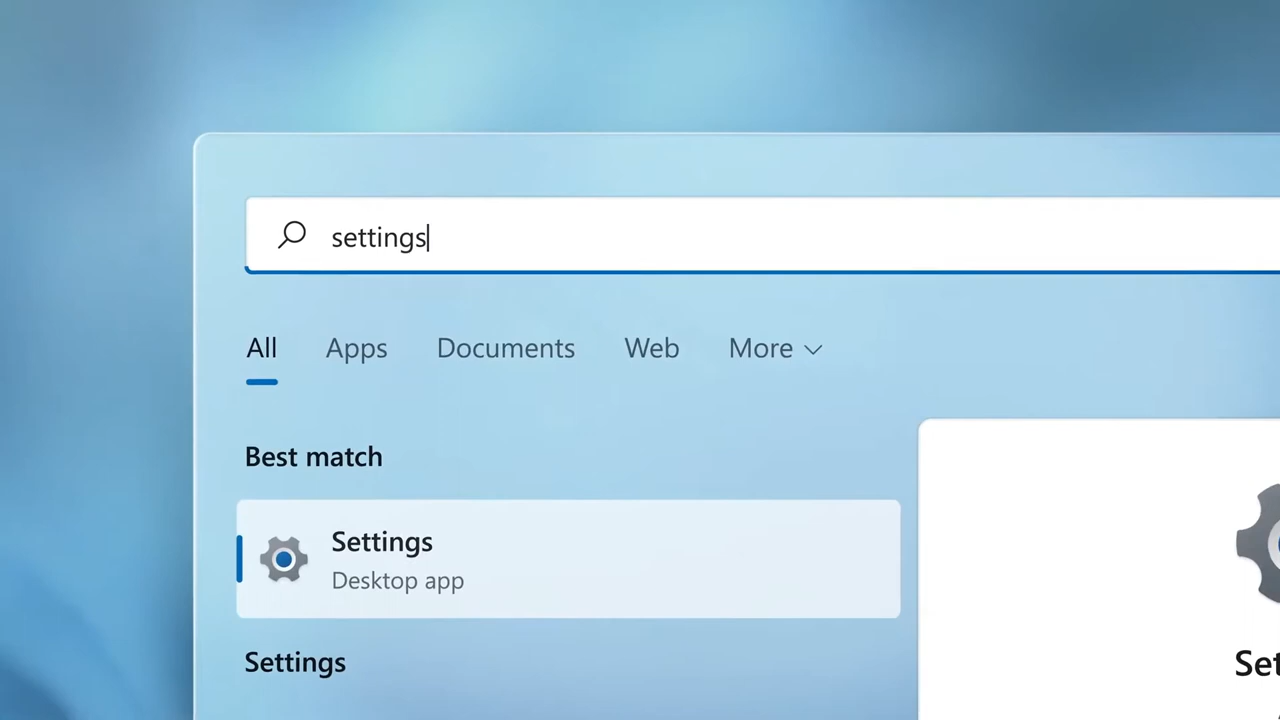 settings
All Apps Documents Web More
Best match
Settings
Desktop app
Settings